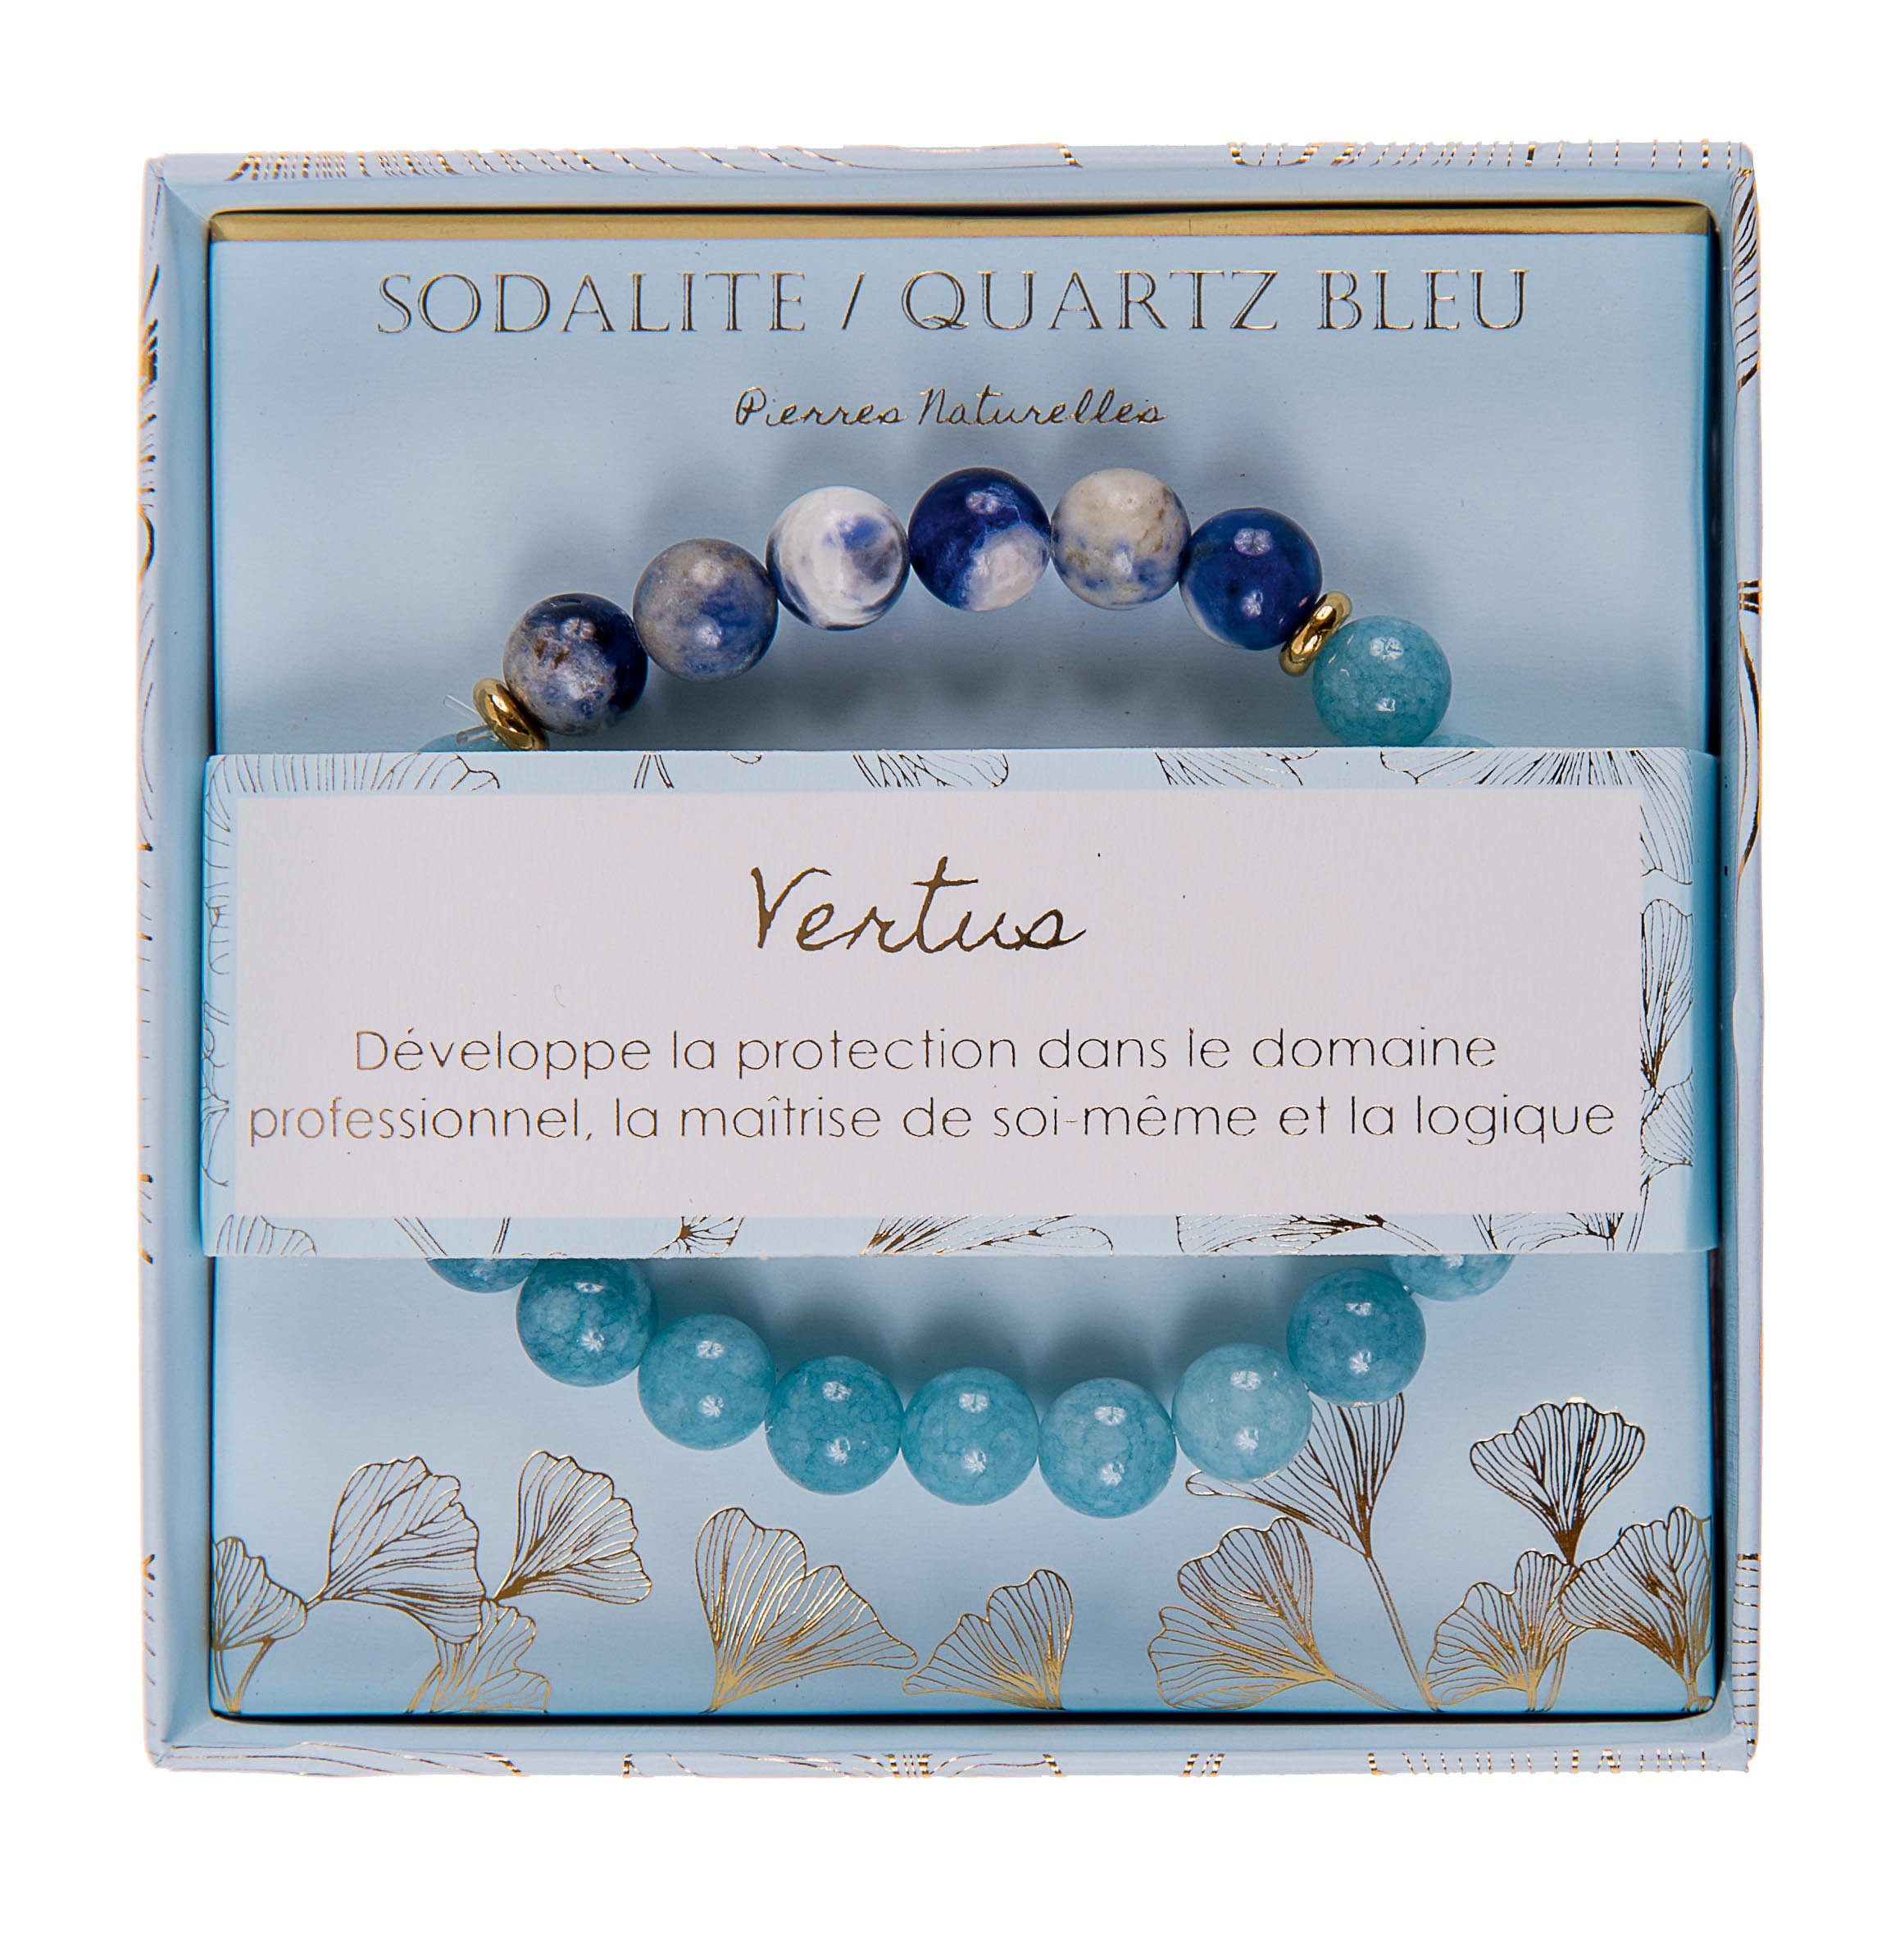 SODALITE / QUARTZ BLEU
Pierres Naturelles
Vertus
Développe la protection dans le domaine
professionnel, la maîtrise de soi-même et la logique